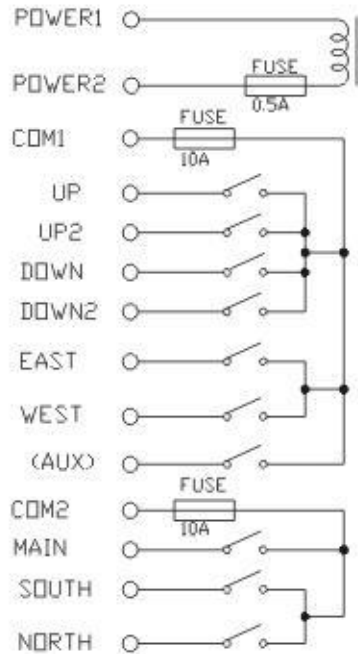 POWER1
FUSE
POWER2
0.5A
FUSE
COM1
10A
UP
UP2
DOWN
DOWN2
EAST
WEST
(AUX)
FUSE
COM2
10A
MAIN
SOUTH
NORTH